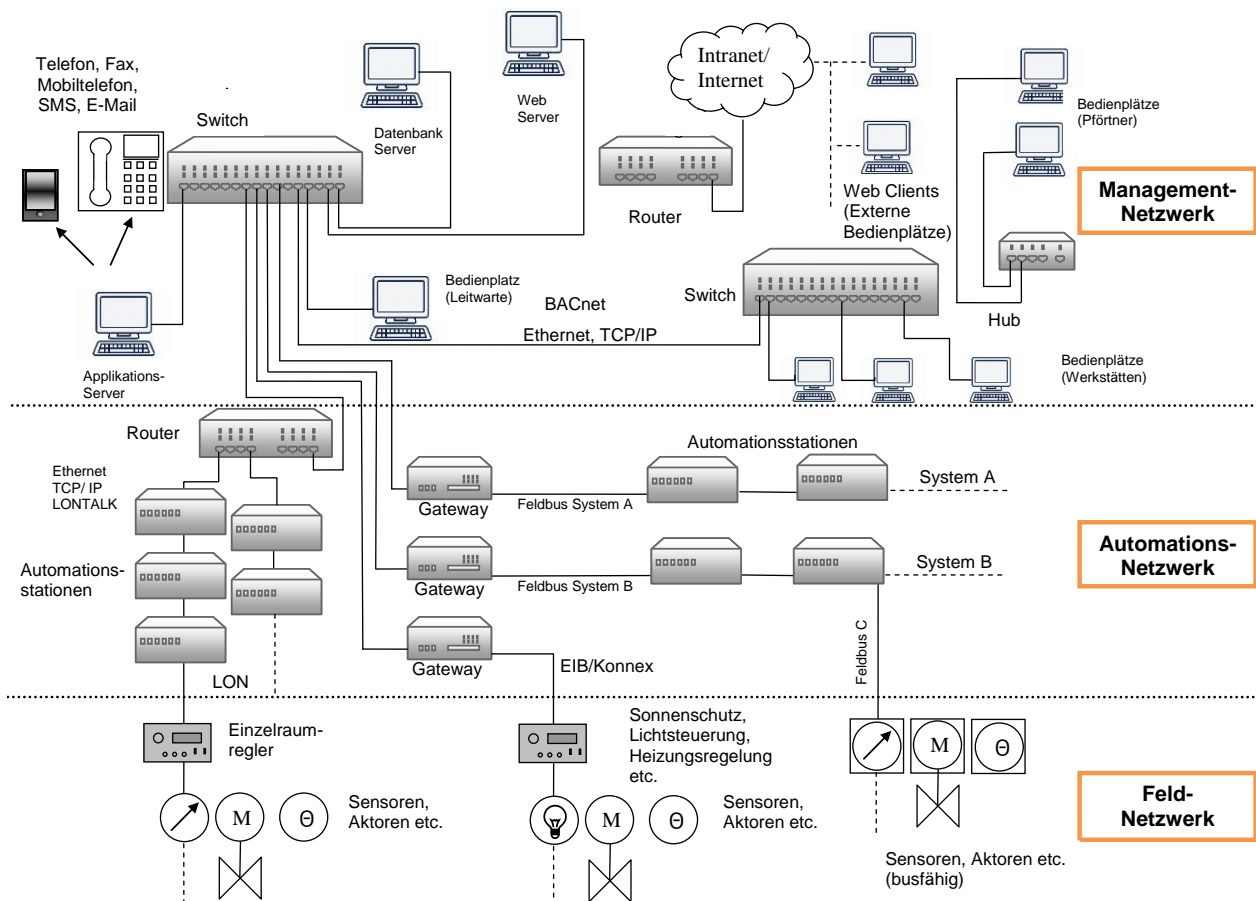 Telefon, Fax,
Mobiltelefon,
SMS, E-Mail
Switch
Datenbank
Server
Web
Server
Intranet/
Internet
Router
Web Clients
(Externe
Bedienplätze)
Bedienplätze
(Pförtner)
Management-
Netzwerk
Hub
Switch
Bedienplatz
(Leitwarte)
BACnet
Ethernet, TCP/IP
Applikations-
Server
Bedienplätze
(Werkstätten)
Router
Ethernet
TCP/ IP
LONTALK
Automations-
stationen
LON
Gateway
Feldbus System A
Automationsstationen
System A
Gateway
Feldbus System B
System B
Automations-
Netzwerk
Gateway
EIB/Konnex
Feldbus C
Einzelraum-
regler
Sonnenschutz,
Lichtsteuerung,
Heizungsregelung
etc.
M
Θ
Sensoren,
Aktoren etc.
M
Θ
Sensoren,
Aktoren etc.
M
Θ
Sensoren, Aktoren etc.
(busfähig)
Feld-
Netzwerk